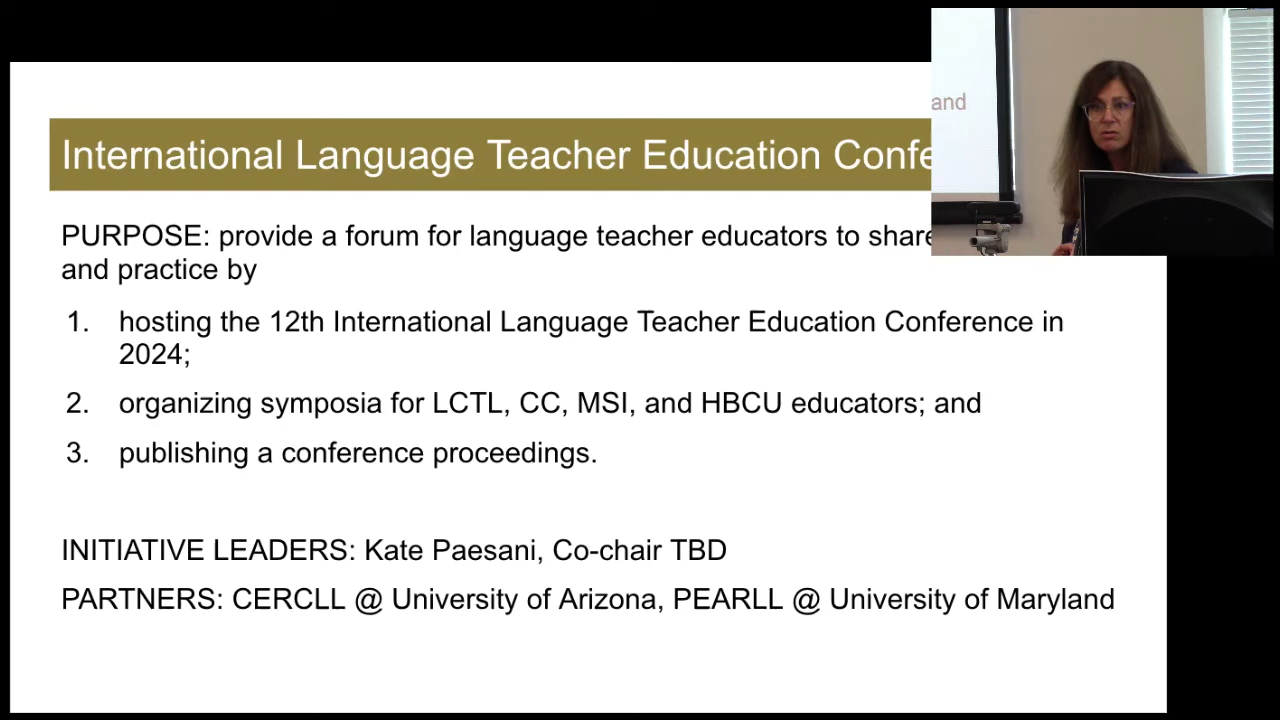 International Language Teacher Education Confe
and
PURPOSE: provide a forum for language teacher educators to share
and practice by
1. hosting the 12th International Language Teacher Education Conference in
2024;
2. organizing symposia for LCTL, CC, MSI, and HBCU educators; and
3. publishing a conference proceedings.
INITIATIVE LEADERS: Kate Paesani, Co-chair TBD
PARTNERS: CERCLL @ University of Arizona, PEARLL @ University of Maryland